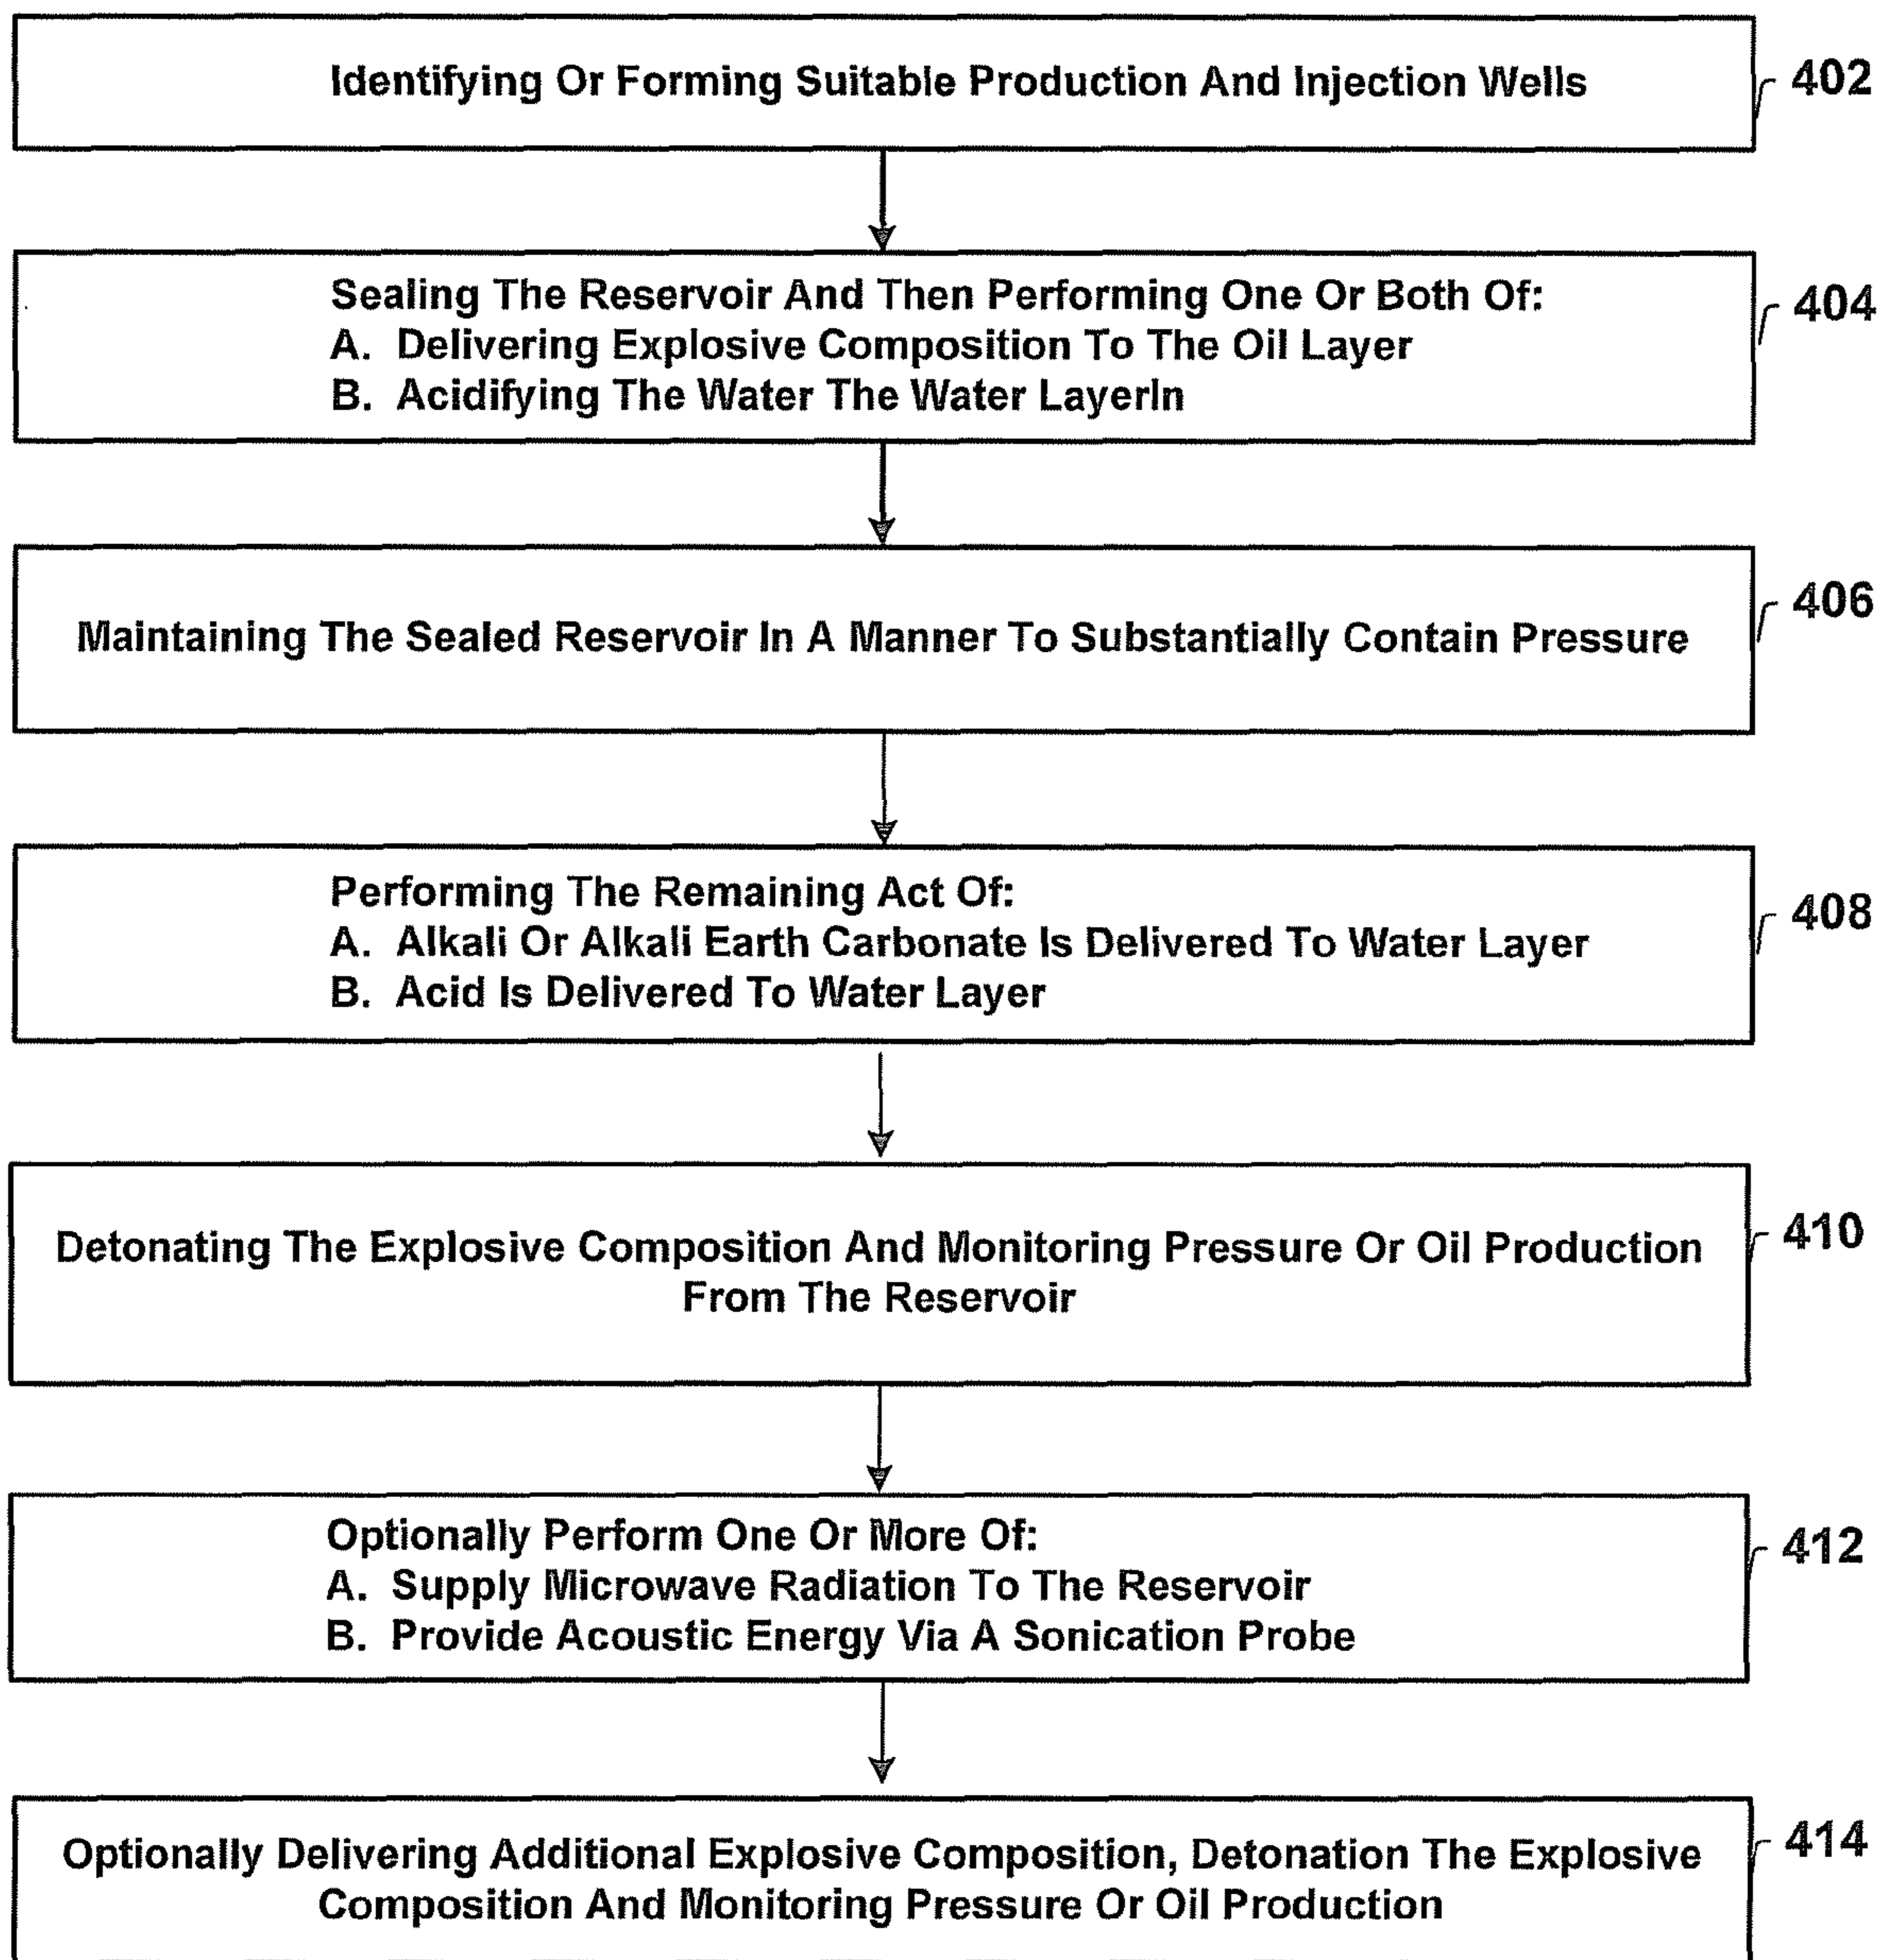 Identifying Or Forming Suitable Production And Injection Wells
402
Sealing The Reservoir And Then Performing One Or Both Of:
A. Delivering Explosive Composition To The Oil Layer
B. Acidifying The Water The Water LayerIn
404
Maintaining The Sealed Reservoir In A Manner To Substantially Contain Pressure
406
Performing The Remaining Act Of:
A. Alkali Or Alkali Earth Carbonate Is Delivered To Water Layer
B. Acid Is Delivered To Water Layer
408
Detonating The Explosive Composition And Monitoring Pressure Or Oil Production
From The Reservoir
410
Optionally Perform One Or More Of:
A. Supply Microwave Radiation To The Reservoir
B. Provide Acoustic Energy Via A Sonication Probe
412
Optionally Delivering Additional Explosive Composition, Detonation The Explosive
Composition And Monitoring Pressure Or Oil Production
414